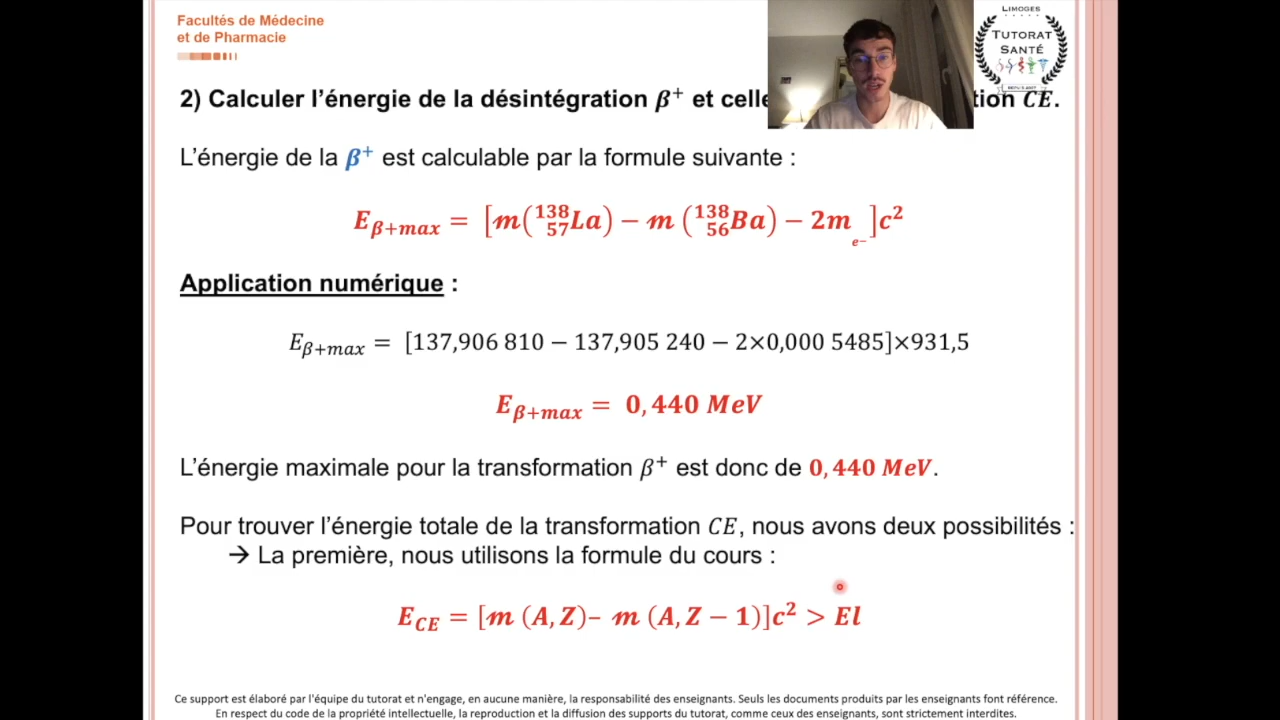 Facultés de Médecine
et de Pharmacie
LIMOGES
TUTORAT
SANTÉ
2) Calculer l'énergie de la désintégration β⁺ et celle tion CE.
L'énergie de la β⁺ est calculable par la formule suivante :
E_β+max = [m(¹³⁸₅₇La) − m (¹³⁸₅₆Ba) − 2m_e−]c²
Application numérique :
E_β+max = [137,906 810 − 137,905 240 − 2×0,000 5485]×931,5
E_β+max = 0,440 MeV
L'énergie maximale pour la transformation β⁺ est donc de 0,440 MeV.
Pour trouver l'énergie totale de la transformation CE, nous avons deux possibilités :
→ La première, nous utilisons la formule du cours :
E_CE = [m (A, Z)– m (A, Z − 1)]c² > El
Ce support est élaboré par l'équipe du tutorat et n'engage, en aucune manière, la responsabilité des enseignants. Seuls les documents produits par les enseignants font référence.
En respect du code de la propriété intellectuelle, la reproduction et la diffusion des supports du tutorat, comme ceux des enseignants, sont strictement interdites.